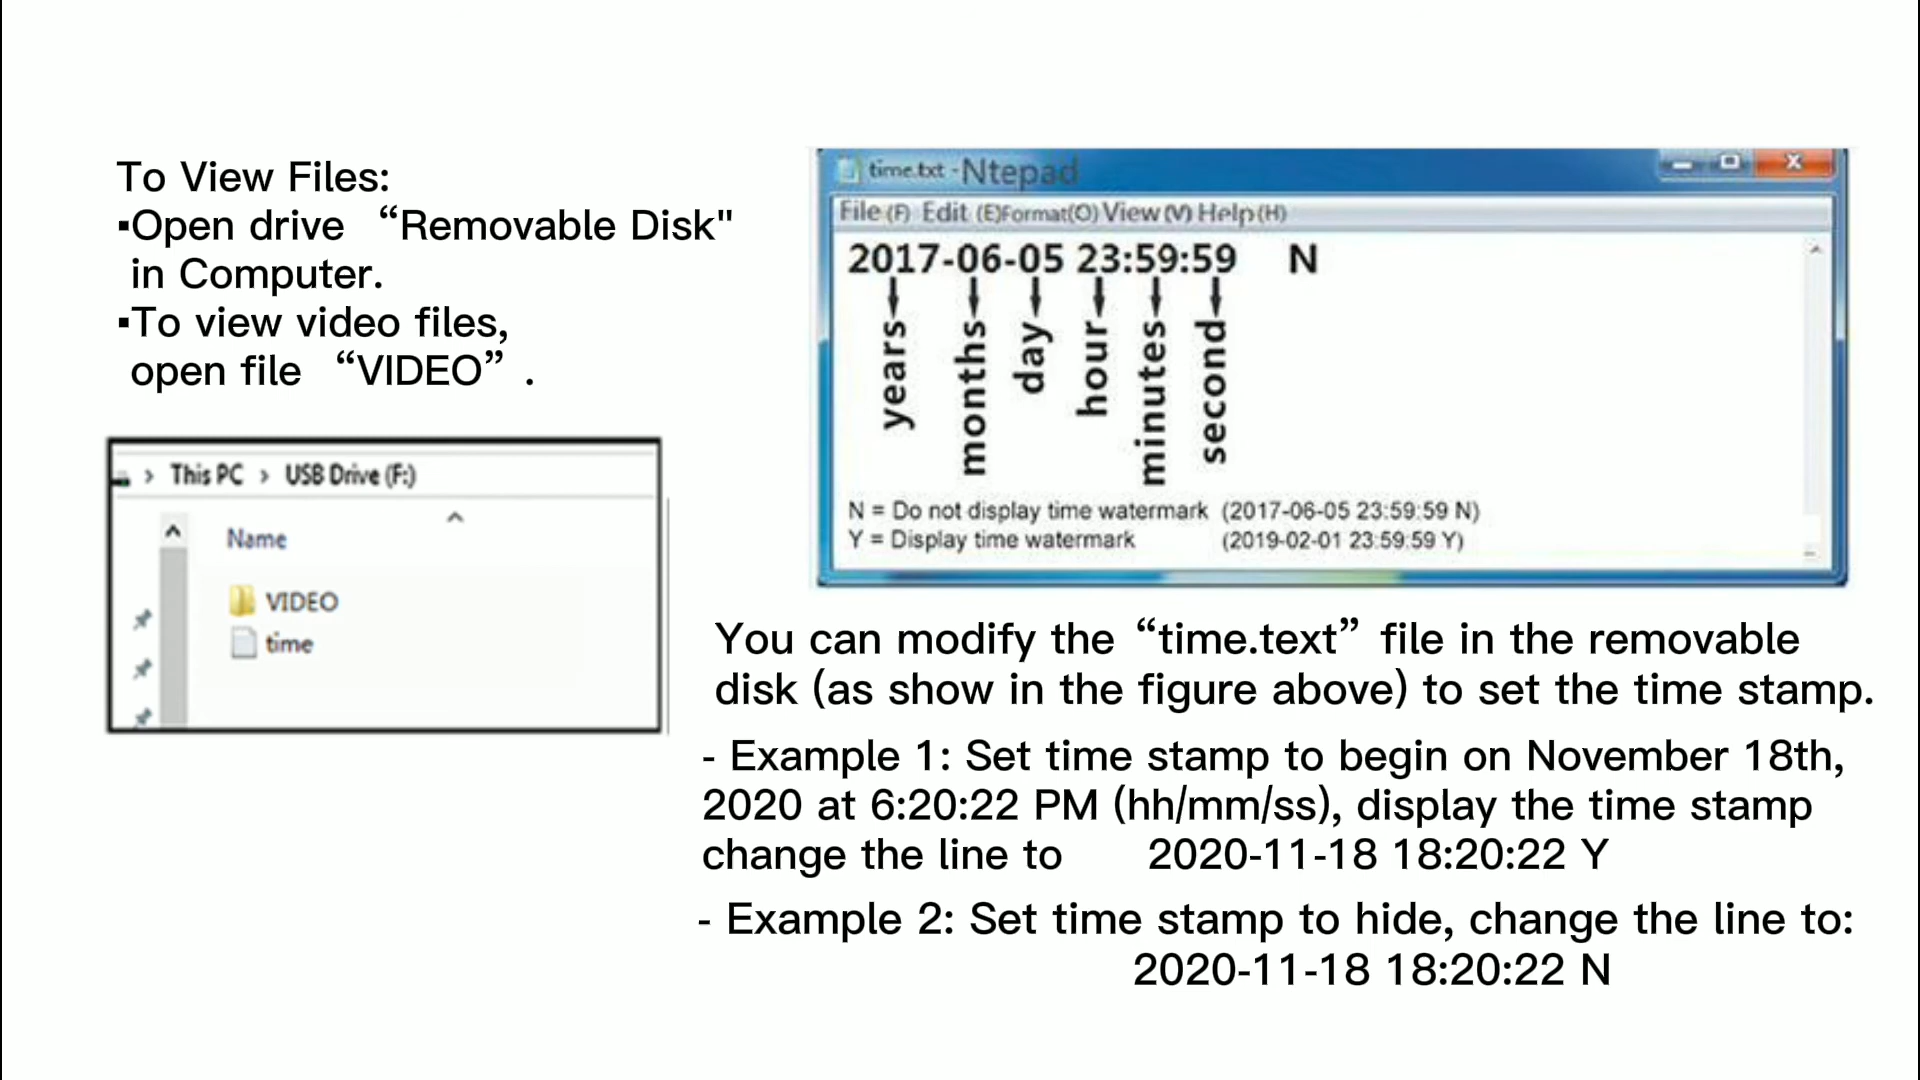 To View Files:
▪Open drive “Removable Disk"
in Computer.
▪To view video files,
open file “VIDEO” .
› This PC › USB Drive (F:)
Name
VIDEO
time
time.txt - Ntepad
File (F) Edit (E)Format(O) View (V) Help (H)
2017-06-05 23:59:59 N
years
months
day
hour
minutes
second
N = Do not display time watermark (2017-06-05 23:59:59 N)
Y = Display time watermark (2019-02-01 23:59:59 Y)
You can modify the “time.text” file in the removable
disk (as show in the figure above) to set the time stamp.
- Example 1: Set time stamp to begin on November 18th,
2020 at 6:20:22 PM (hh/mm/ss), display the time stamp
change the line to 2020-11-18 18:20:22 Y
- Example 2: Set time stamp to hide, change the line to:
2020-11-18 18:20:22 N